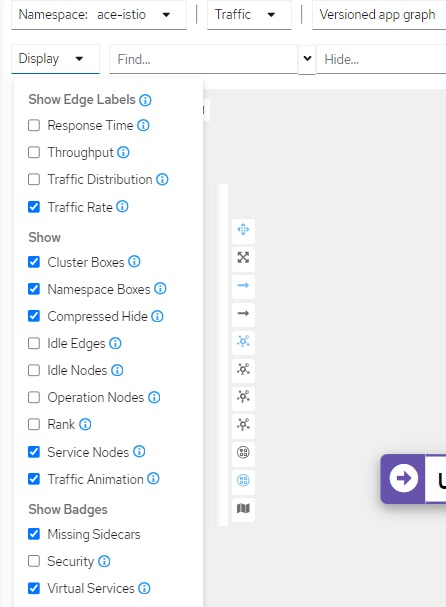 Namespace: ace-istio Traffic Versioned app graph
Display Find... Hide...
Show Edge Labels
Response Time
Throughput
Traffic Distribution
Traffic Rate
Show
Cluster Boxes
Namespace Boxes
Compressed Hide
Idle Edges
Idle Nodes
Operation Nodes
Rank
Service Nodes
Traffic Animation
Show Badges
Missing Sidecars
Security
Virtual Services